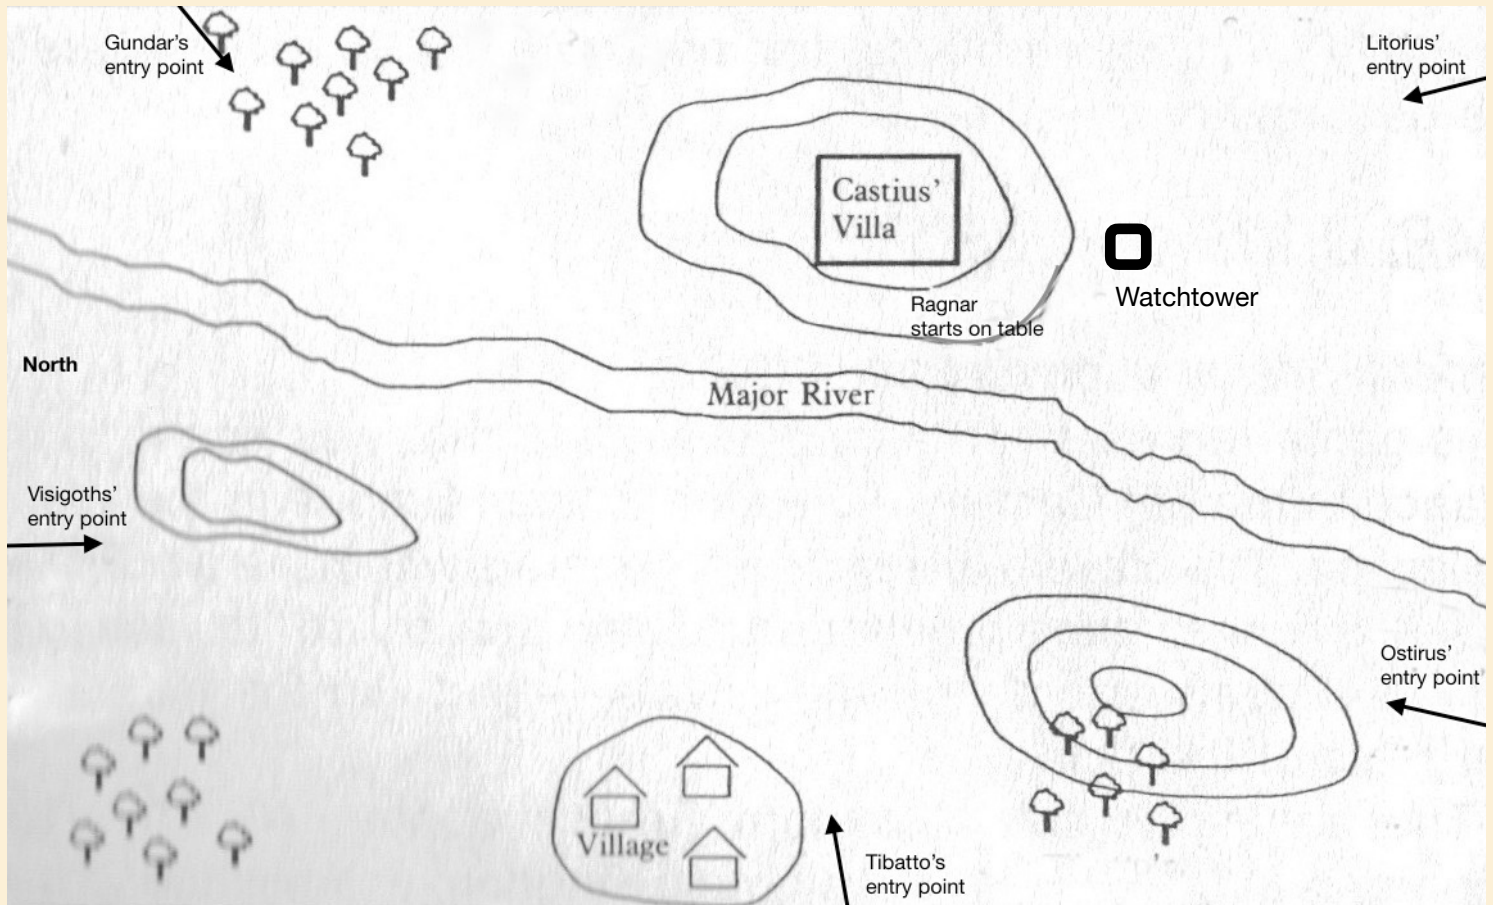 Gundar’s
entry point
Litorius’
entry point
Castius’
Villa
Watchtower
Ragnar
starts on table
North
Major River
Visigoths’
entry point
Ostirus’
entry point
Village
Tibatto’s
entry point